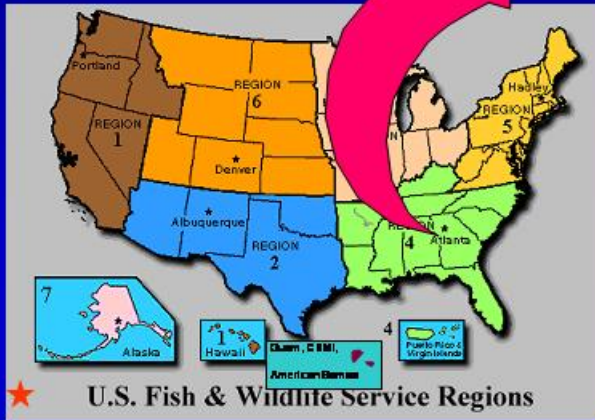 Portland
REGION
1
REGION
6
Denver
Albuquerque
REGION
2
Hadley
REGION
5
REGION
4
Atlanta
7
Alaska
1
Hawaii
Guam, CNMI,
American Samoa
4
Puerto Rico &
Virgin Islands
U.S. Fish & Wildlife Service Regions